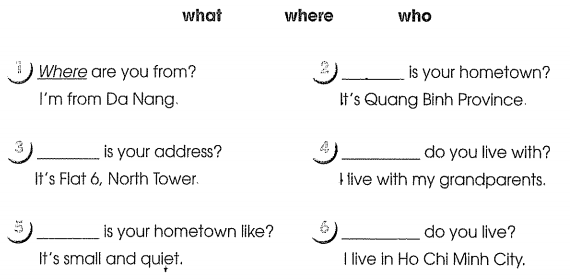 what where who
1 Where are you from?
I'm from Da Nang.
2 ______ is your hometown?
It's Quang Binh Province.
3 ______ is your address?
It's Flat 6, North Tower.
4 ______ do you live with?
I live with my grandparents.
5 ______ is your hometown like?
It's small and quiet.
6 ______ do you live?
I live in Ho Chi Minh City.